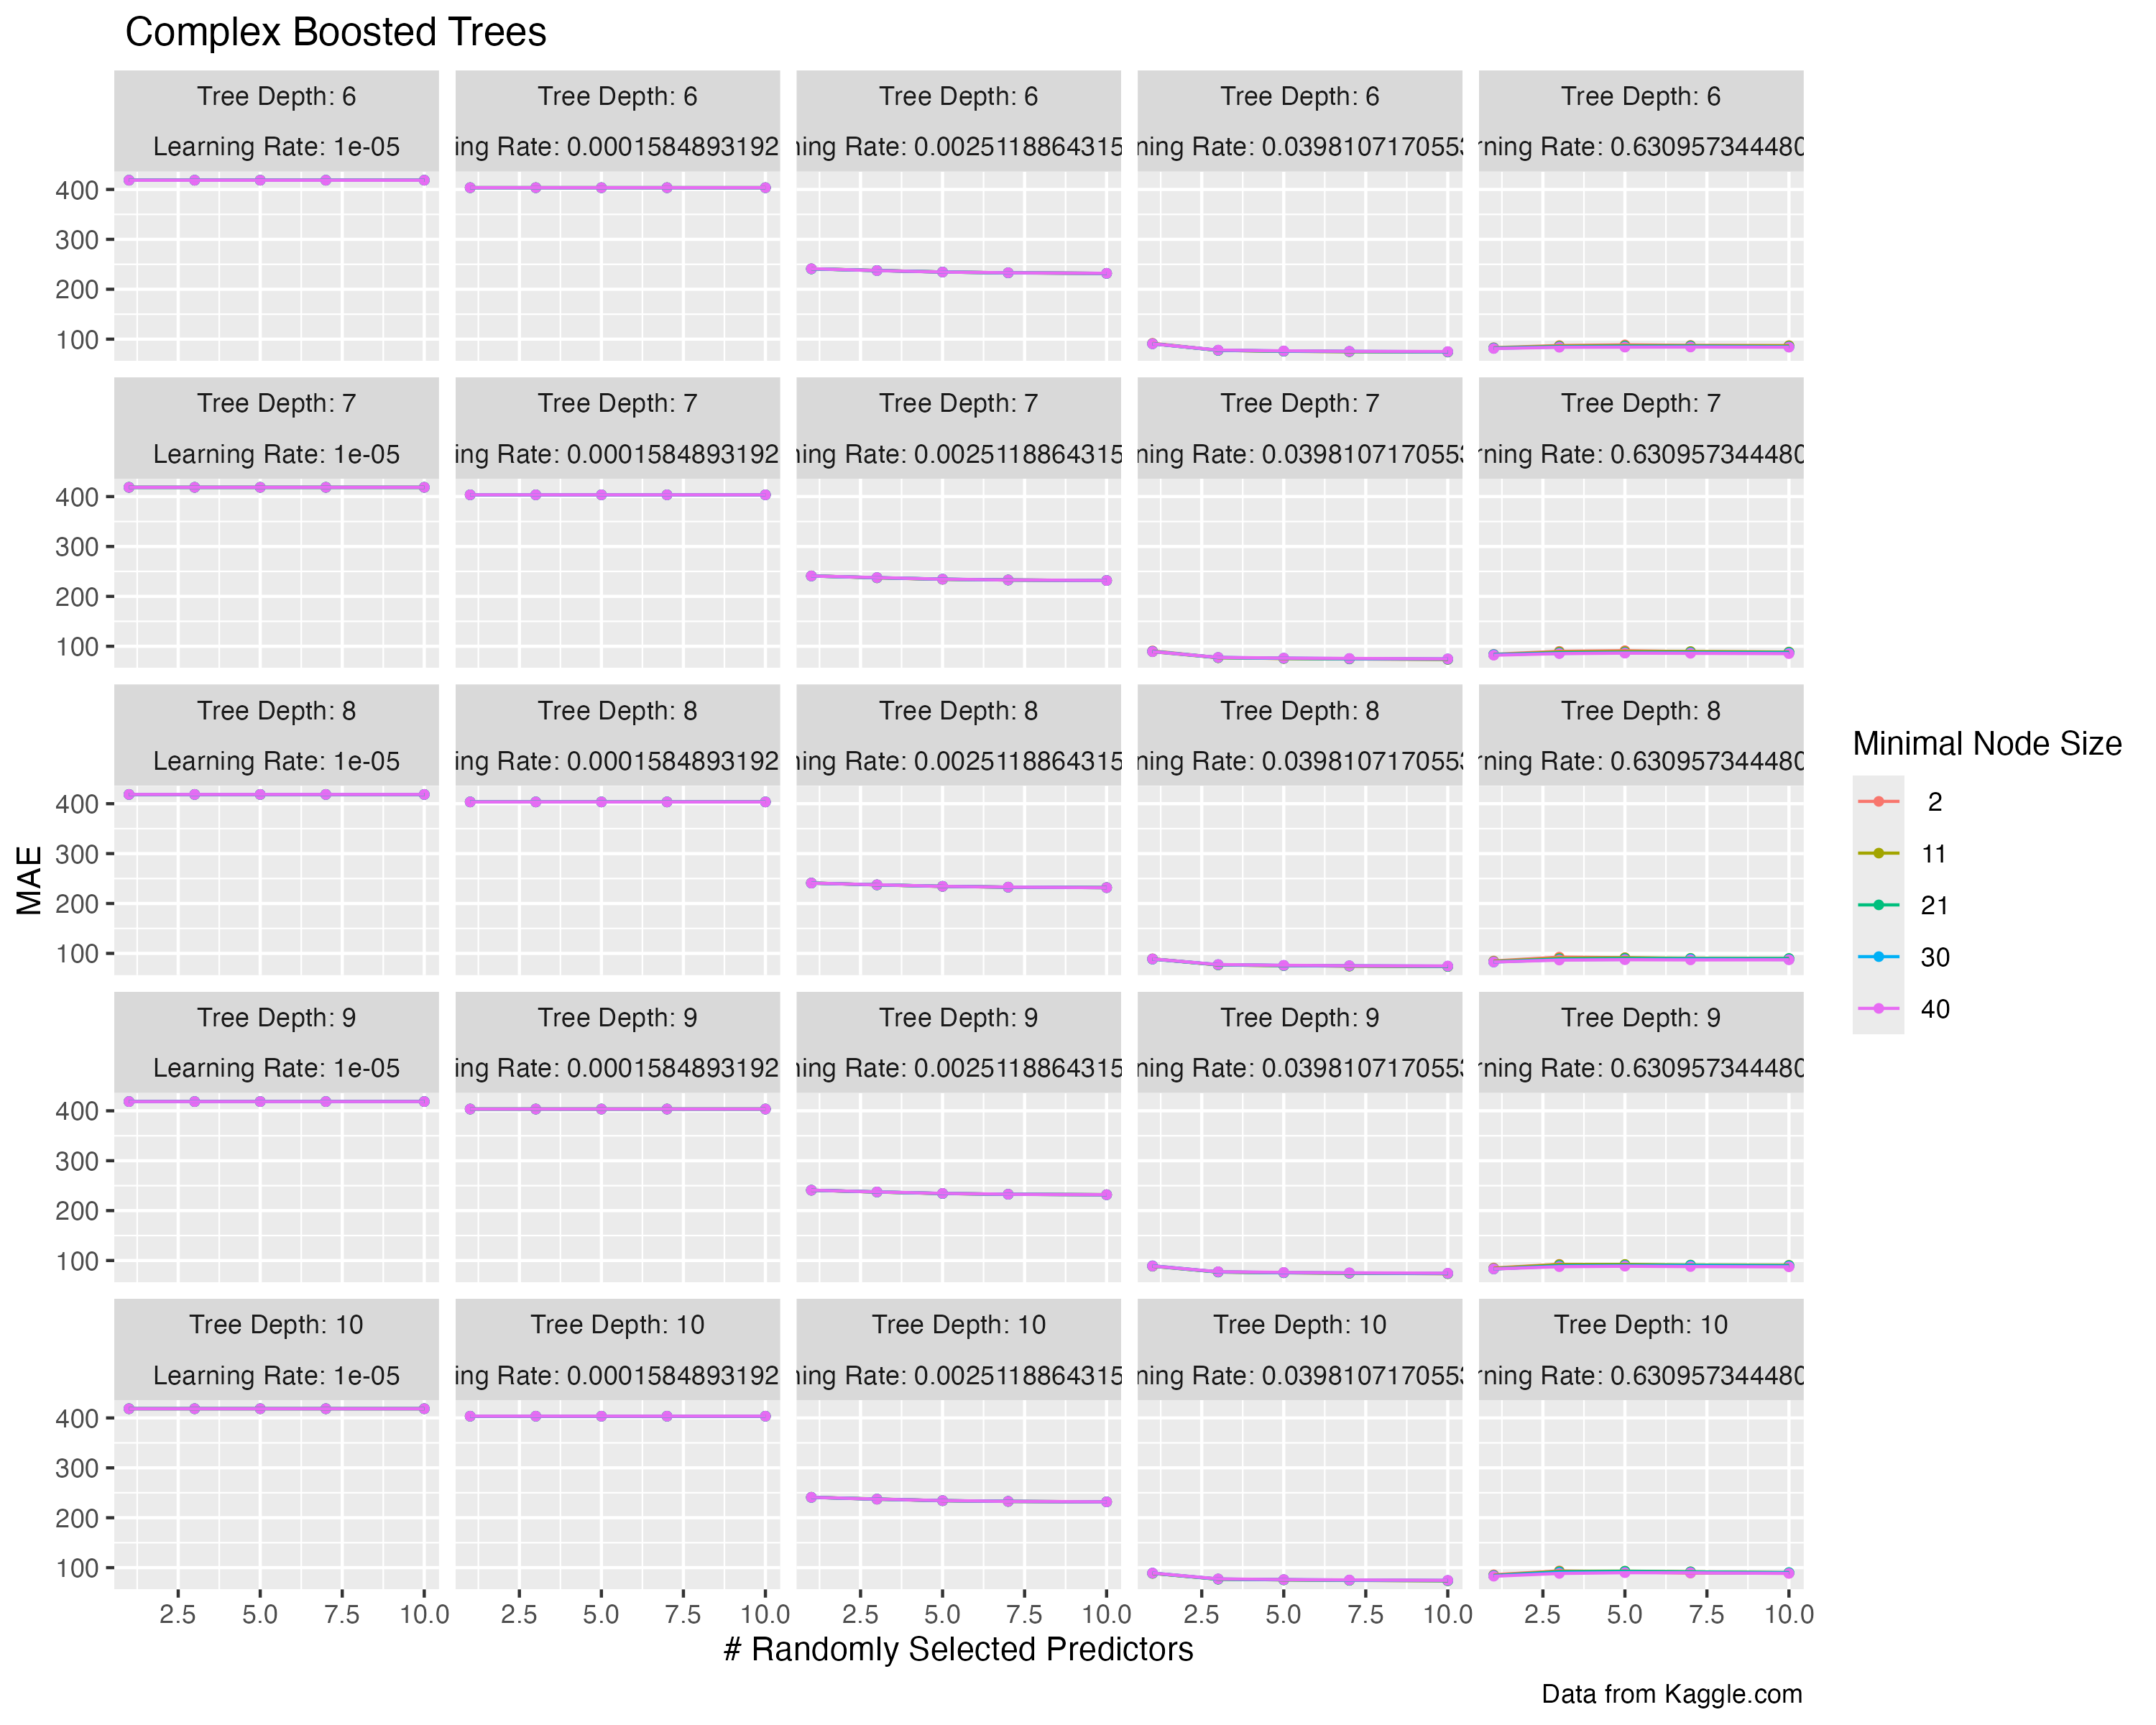 Complex Boosted Trees
Tree Depth: 6 Tree Depth: 6 Tree Depth: 6 Tree Depth: 6 Tree Depth: 6
Learning Rate: 1e-05 ing Rate: 0.0001584893192 ning Rate: 0.0025118864315 ning Rate: 0.0398107170553 rning Rate: 0.630957344480
400
300
200
100
Tree Depth: 7 Tree Depth: 7 Tree Depth: 7 Tree Depth: 7 Tree Depth: 7
Learning Rate: 1e-05 ing Rate: 0.0001584893192 ning Rate: 0.0025118864315 ning Rate: 0.0398107170553 rning Rate: 0.630957344480
400
300
200
100
Tree Depth: 8 Tree Depth: 8 Tree Depth: 8 Tree Depth: 8 Tree Depth: 8
Learning Rate: 1e-05 ing Rate: 0.0001584893192 ning Rate: 0.0025118864315 ning Rate: 0.0398107170553 rning Rate: 0.630957344480
400
300
200
100
Tree Depth: 9 Tree Depth: 9 Tree Depth: 9 Tree Depth: 9 Tree Depth: 9
Learning Rate: 1e-05 ing Rate: 0.0001584893192 ning Rate: 0.0025118864315 ning Rate: 0.0398107170553 rning Rate: 0.630957344480
400
300
200
100
Tree Depth: 10 Tree Depth: 10 Tree Depth: 10 Tree Depth: 10 Tree Depth: 10
Learning Rate: 1e-05 ing Rate: 0.0001584893192 ning Rate: 0.0025118864315 ning Rate: 0.0398107170553 rning Rate: 0.630957344480
400
300
200
100
2.5 5.0 7.5 10.0 2.5 5.0 7.5 10.0 2.5 5.0 7.5 10.0 2.5 5.0 7.5 10.0 2.5 5.0 7.5 10.0
# Randomly Selected Predictors
MAE
Minimal Node Size
2
11
21
30
40
Data from Kaggle.com